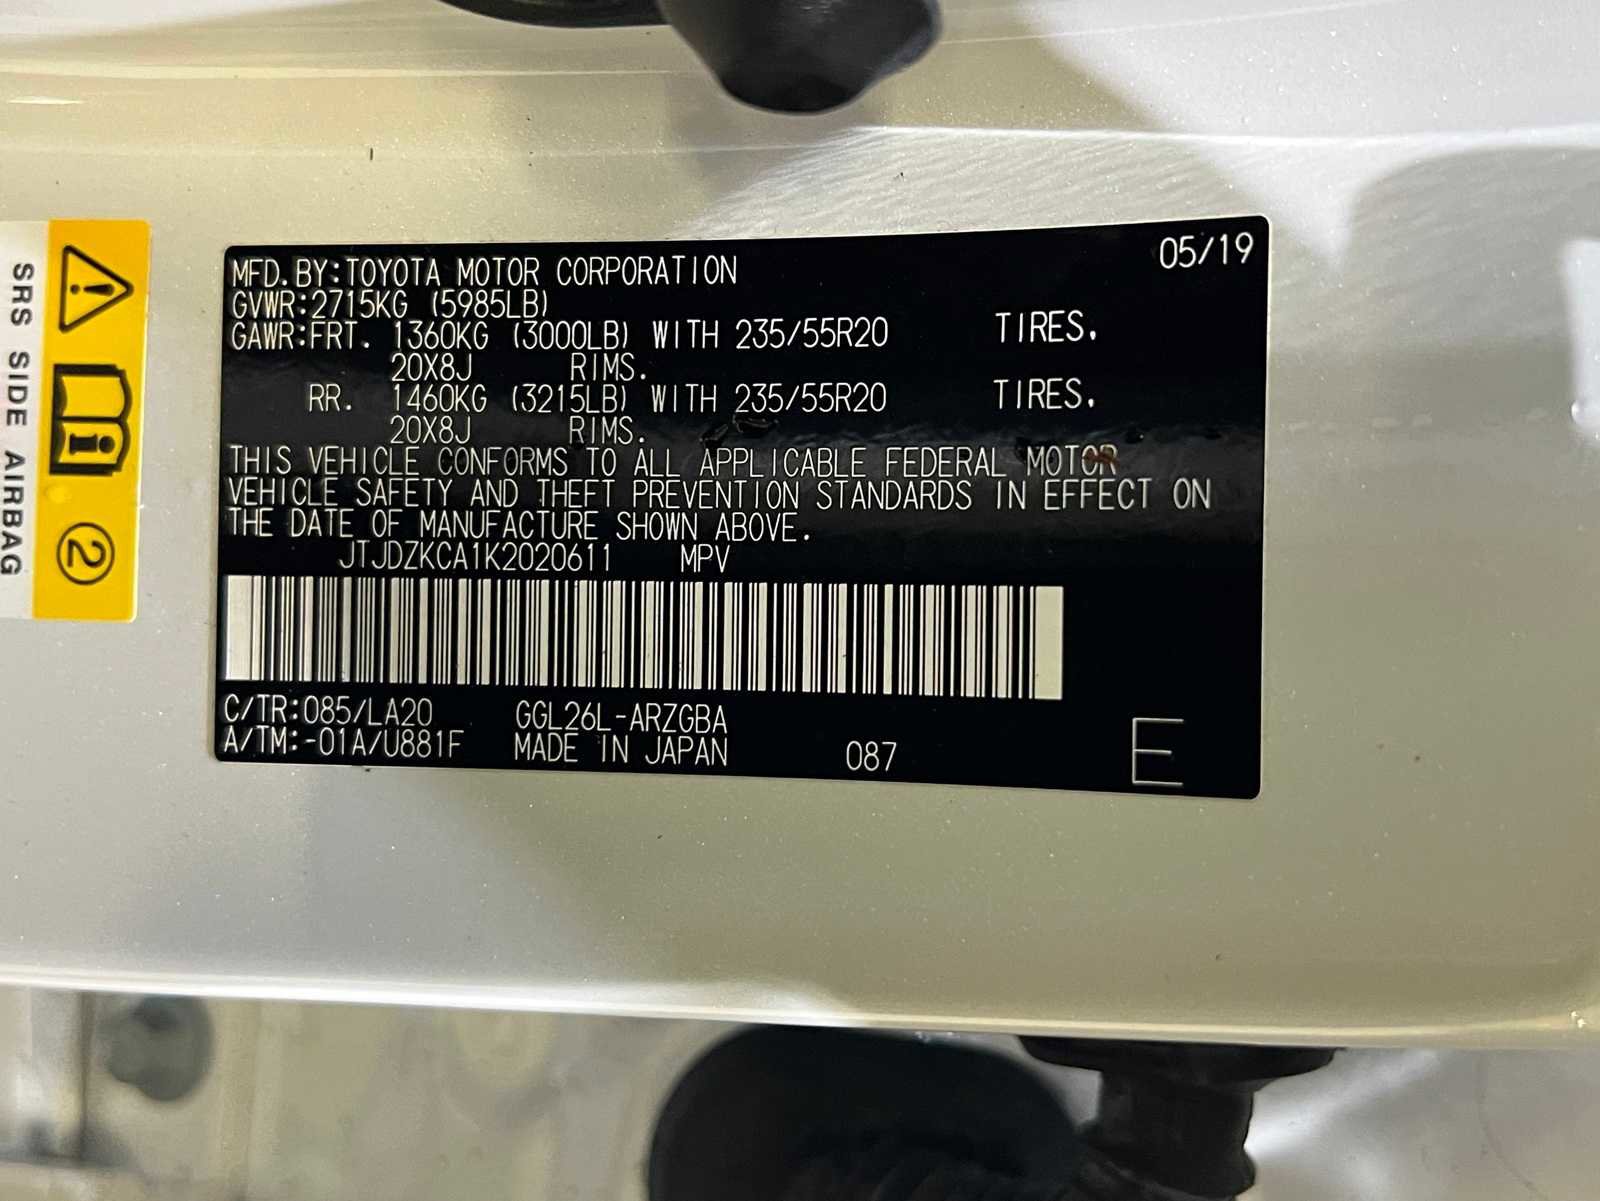 SRS SIDE AIRBAG
2
05/19
MFD.BY:TOYOTA MOTOR CORPORATION
GVWR:2715KG (5985LB)
GAWR:FRT. 1360KG (3000LB) WITH 235/55R20 TIRES.
20X8J RIMS.
RR. 1460KG (3215LB) WITH 235/55R20 TIRES.
20X8J RIMS.
THIS VEHICLE CONFORMS TO ALL APPLICABLE FEDERAL MOTOR
VEHICLE SAFETY AND THEFT PREVENTION STANDARDS IN EFFECT ON
THE DATE OF MANUFACTURE SHOWN ABOVE.
JTJDZKCA1K2020611 MPV
C/TR:085/LA20 GGL26L-ARZGBA
A/TM:-01A/U881F MADE IN JAPAN 087 E